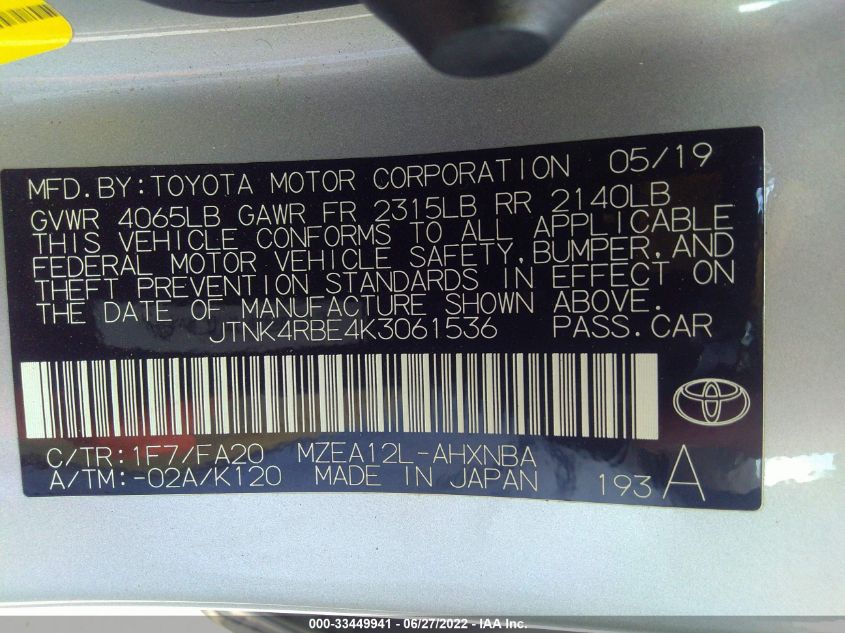 MFD.BY:TOYOTA MOTOR CORPORATION 05/19
GVWR 4065LB GAWR FR 2315LB RR 2140LB
THIS VEHICLE CONFORMS TO ALL APPLICABLE
FEDERAL MOTOR VEHICLE SAFETY,BUMPER,AND
THEFT PREVENTION STANDARDS IN EFFECT ON
THE DATE OF MANUFACTURE SHOWN ABOVE.
JTNK4RBE4K3061536 PASS.CAR
C/TR:1F7/FA20 MZEA12L-AHXNBA
A/TM:-02A/K120 MADE IN JAPAN 193 A
000-33449941 - 06/27/2022 - IAA Inc.